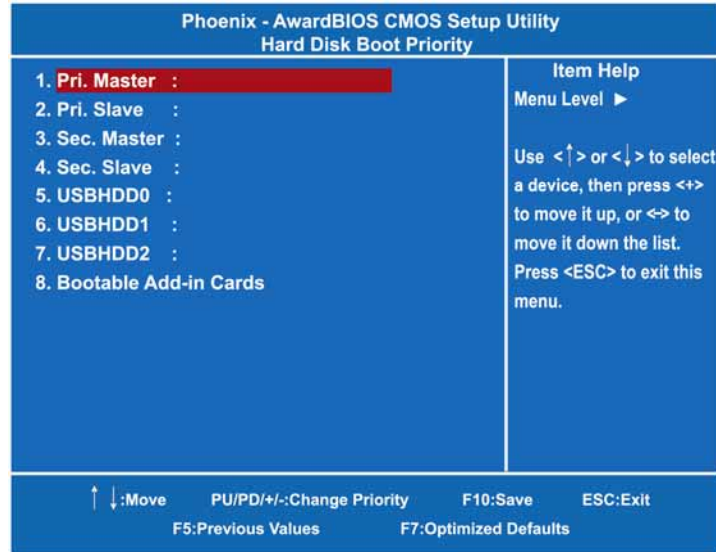 Phoenix - AwardBIOS CMOS Setup Utility
Hard Disk Boot Priority
1. Pri. Master :
2. Pri. Slave :
3. Sec. Master :
4. Sec. Slave :
5. USBHDD0 :
6. USBHDD1 :
7. USBHDD2 :
8. Bootable Add-in Cards
Item Help
Menu Level ►
Use <↑> or <↓> to select
a device, then press <+>
to move it up, or <-> to
move it down the list.
Press <ESC> to exit this
menu.
↑ ↓:Move PU/PD/+/-:Change Priority F10:Save ESC:Exit
F5:Previous Values F7:Optimized Defaults